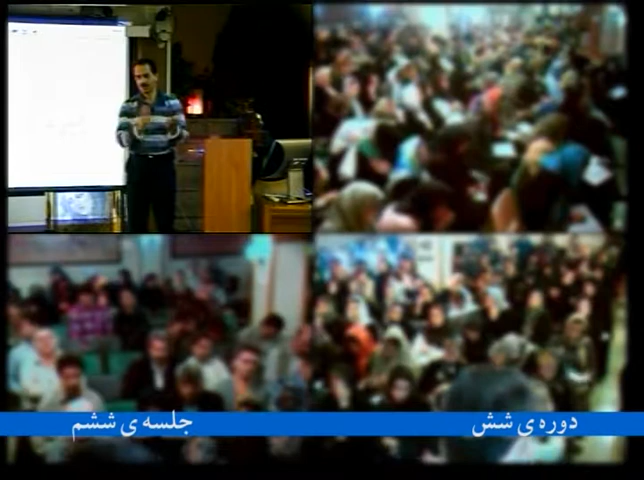 دوره ی شش
جلسه ی ششم